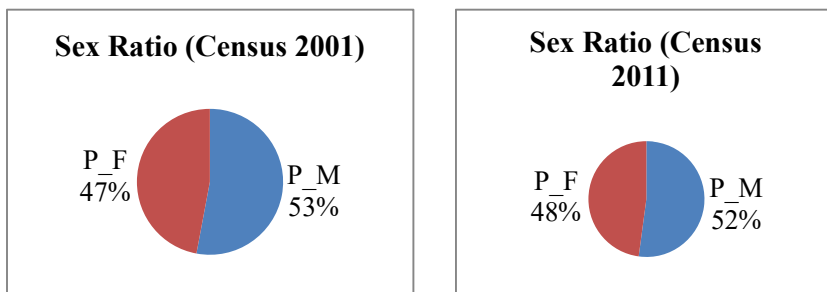 Sex Ratio (Census 2001)
P_F
47%
P_M
53%
Sex Ratio (Census
2011)
P_F
48%
P_M
52%